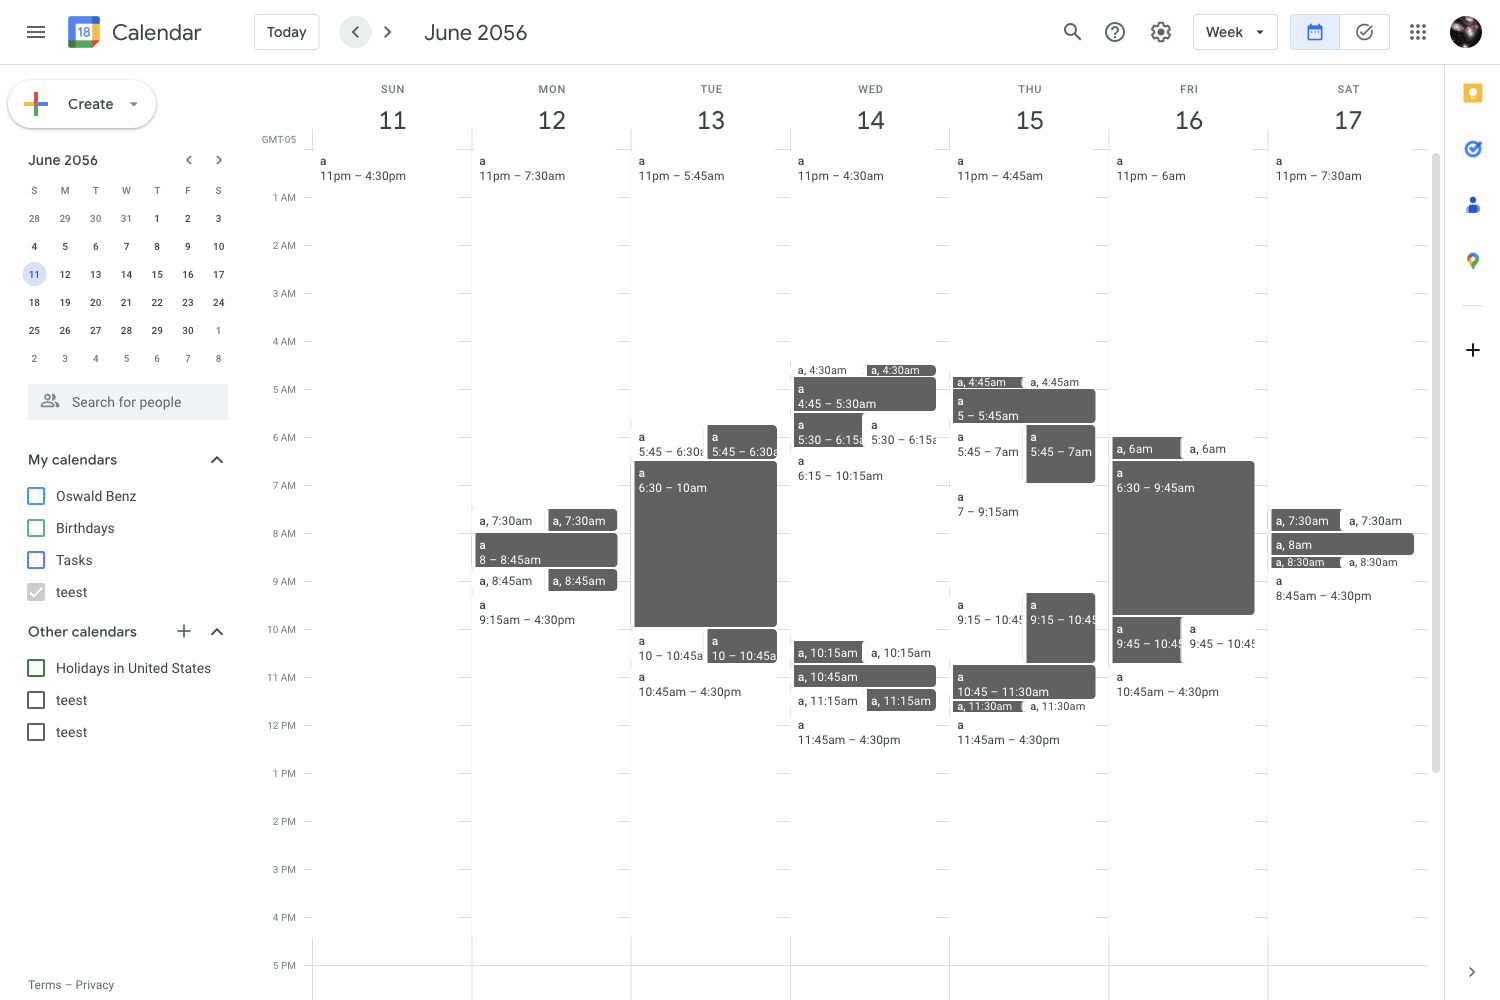 18 Calendar
Today
June 2056
Week
Create
June 2056
S M T W T F S
28 29 30 31 1 2 3
4 5 6 7 8 9 10
11 12 13 14 15 16 17
18 19 20 21 22 23 24
25 26 27 28 29 30 1
2 3 4 5 6 7 8
Search for people
My calendars
Oswald Benz
Birthdays
Tasks
teest
Other calendars
Holidays in United States
teest
teest
Terms – Privacy
GMT-05
1 AM
2 AM
3 AM
4 AM
5 AM
6 AM
7 AM
8 AM
9 AM
10 AM
11 AM
12 PM
1 PM
2 PM
3 PM
4 PM
5 PM
SUN
11
a
11pm – 4:30pm
MON
12
a
11pm – 7:30am
a, 7:30am
a, 7:30am
a
8 – 8:45am
a, 8:45am
a, 8:45am
a
9:15am – 4:30pm
TUE
13
a
11pm – 5:45am
a
5:45 – 6:30a
a
5:45 – 6:30a
a
6:30 – 10am
a
10 – 10:45a
a
10 – 10:45a
a
10:45am – 4:30pm
WED
14
a
11pm – 4:30am
a, 4:30am
a, 4:30am
a
4:45 – 5:30am
a
5:30 – 6:15a
a
5:30 – 6:15a
a
6:15 – 10:15am
a, 10:15am
a, 10:15am
a, 10:45am
a, 11:15am
a, 11:15am
a
11:45am – 4:30pm
THU
15
a
11pm – 4:45am
a, 4:45am
a, 4:45am
a
5 – 5:45am
a
5:45 – 7am
a
5:45 – 7am
a
7 – 9:15am
a
9:15 – 10:45
a
9:15 – 10:45
a
10:45 – 11:30am
a, 11:30am
a, 11:30am
a
11:45am – 4:30pm
FRI
16
a
11pm – 6am
a, 6am
a, 6am
a
6:30 – 9:45am
a
9:45 – 10:45
a
9:45 – 10:45
a
10:45am – 4:30pm
SAT
17
a
11pm – 7:30am
a, 7:30am
a, 7:30am
a, 8am
a, 8:30am
a, 8:30am
a
8:45am – 4:30pm